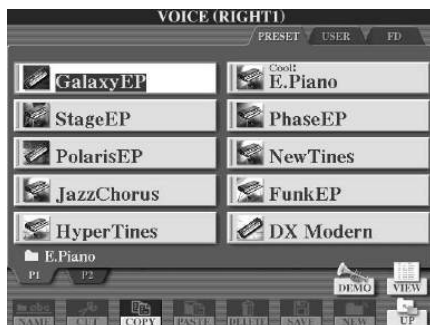 VOICE (RIGHT1)
PRESET USER FD
GalaxyEP
Cool!
E.Piano
StageEP
PhaseEP
PolarisEP
NewTines
JazzChorus
FunkEP
HyperTines
DX Modern
E.Piano
P1 P2
DEMO VIEW
NAME CUT COPY PASTE DELETE SAVE NEW UP